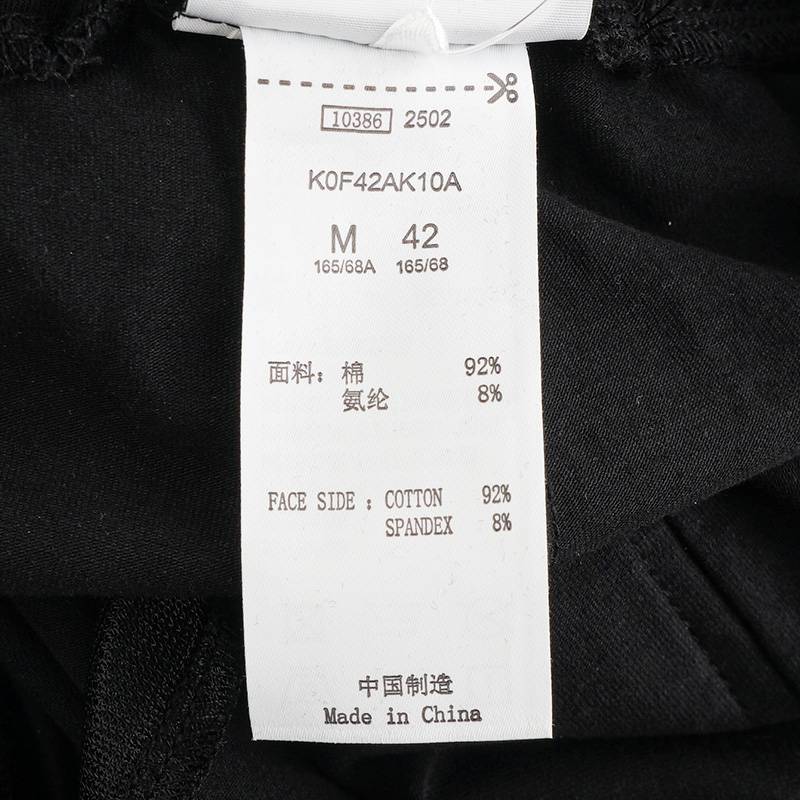 10386 2502
K0F42AK10A
M 42
165/68A 165/68
面料：棉 92%
氨纶 8%
FACE SIDE : COTTON 92%
SPANDEX 8%
中国制造
Made in China